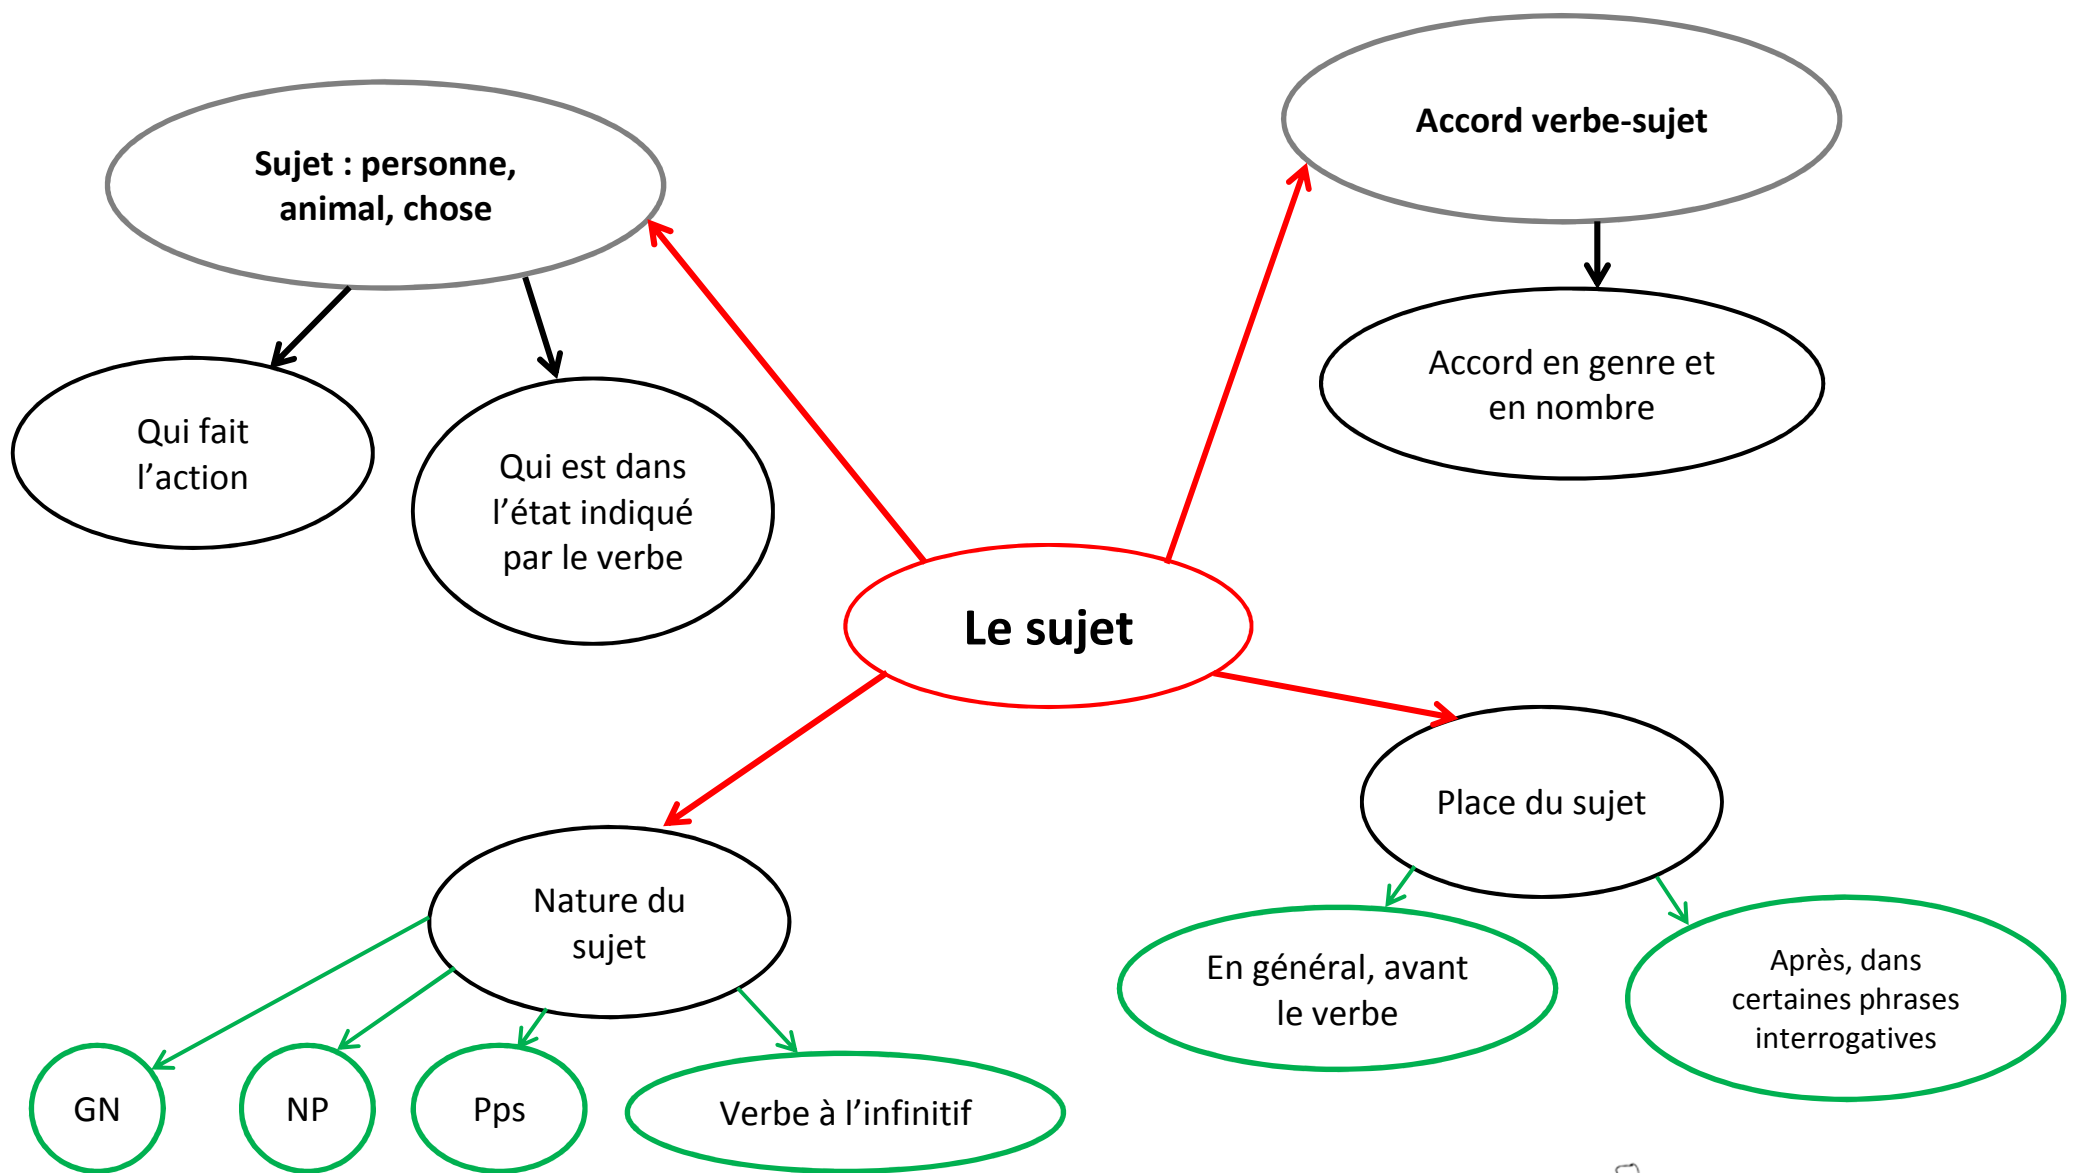 Sujet : personne,
animal, chose
Accord verbe-sujet
Qui fait
l’action
Qui est dans
l’état indiqué
par le verbe
Accord en genre et
en nombre
Le sujet
Nature du
sujet
Place du sujet
GN
NP
Pps
Verbe à l’infinitif
En général, avant
le verbe
Après, dans
certaines phrases
interrogatives